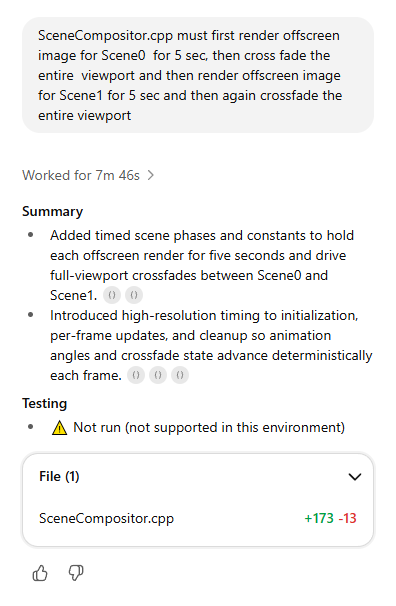 SceneCompositor.cpp must first render offscreen
image for Scene0 for 5 sec, then cross fade the
entire viewport and then render offscreen image
for Scene1 for 5 sec and then again crossfade the
entire viewport
Worked for 7m 46s
Summary
Added timed scene phases and constants to hold
each offscreen render for five seconds and drive
full-viewport crossfades between Scene0 and
Scene1.
Introduced high-resolution timing to initialization,
per-frame updates, and cleanup so animation
angles and crossfade state advance deterministically
each frame.
Testing
Not run (not supported in this environment)
File (1)
SceneCompositor.cpp +173 -13